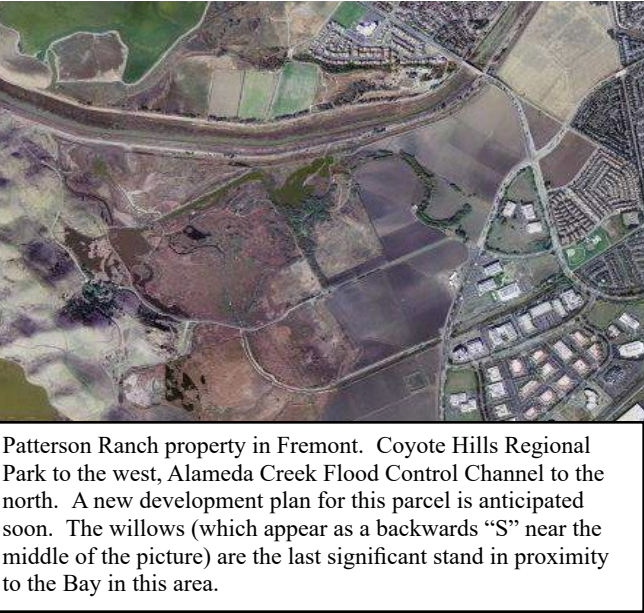 Patterson Ranch property in Fremont.  Coyote Hills Regional
Park to the west, Alameda Creek Flood Control Channel to the
north.  A new development plan for this parcel is anticipated
soon.  The willows (which appear as a backwards “S” near the
middle of the picture) are the last significant stand in proximity
to the Bay in this area.